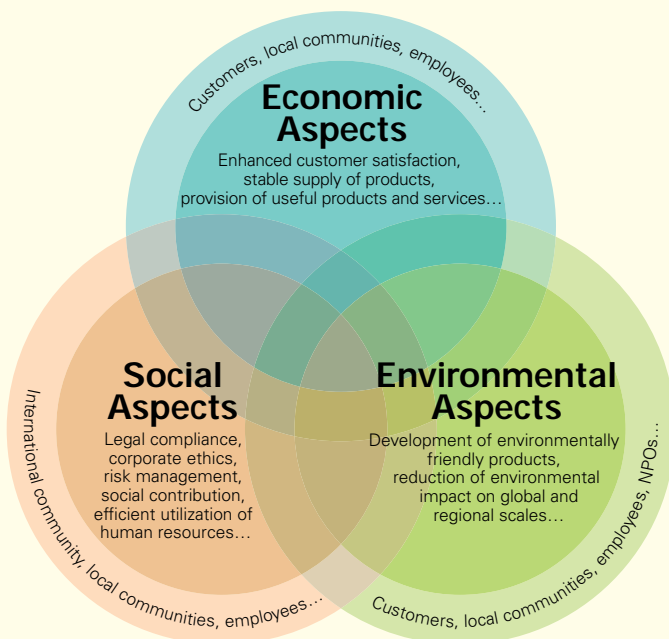 Customers, local communities, employees…
Economic
Aspects
Enhanced customer satisfaction,
stable supply of products,
provision of useful products and services…
Social
Aspects
Legal compliance,
corporate ethics,
risk management,
social contribution,
efficient utilization of
human resources…
International community, local communities, employees…
Environmental
Aspects
Development of environmentally
friendly products,
reduction of environmental
impact on global and
regional scales…
Customers, local communities, employees, NPOs…